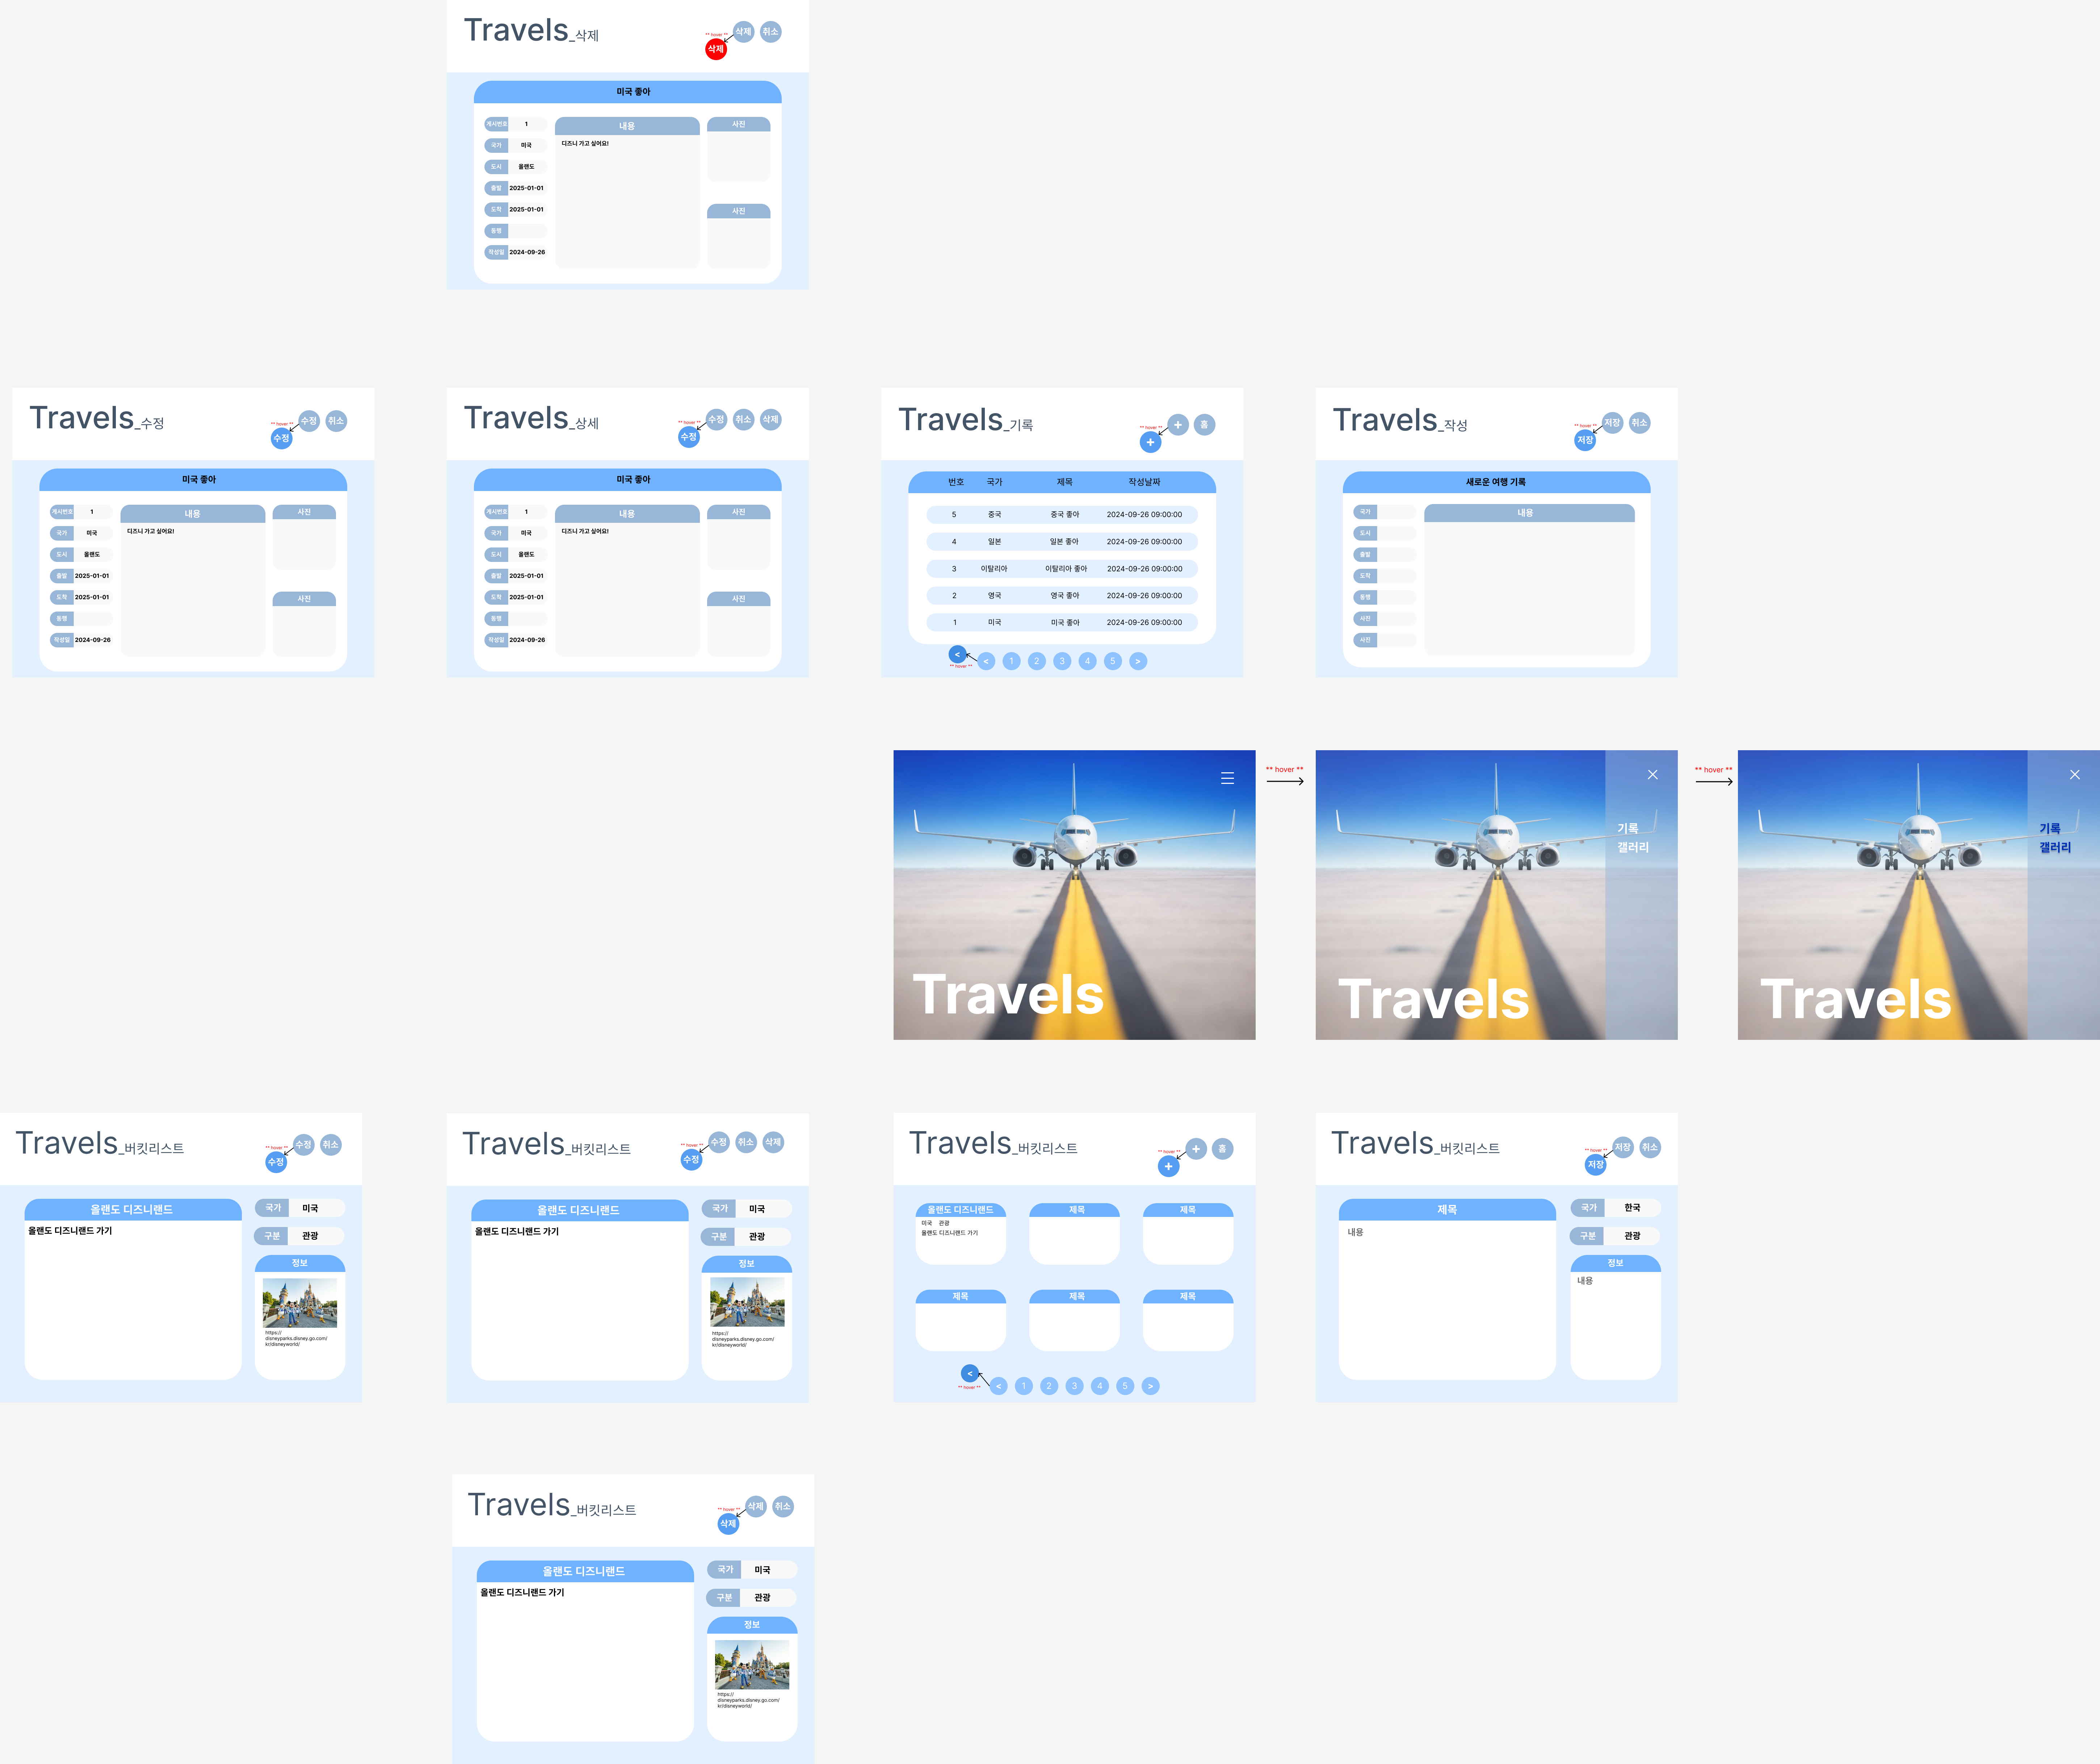 Travels_삭제
삭제 취소
** hover **
삭제
미국 좋아
게시번호 1
국가 미국
도시 올랜도
출발 2025-01-01
도착 2025-01-01
동행
작성일 2024-09-26
내용
디즈니 가고 싶어요!
사진
사진
Travels_수정
수정 취소
** hover **
수정
미국 좋아
게시번호 1
국가 미국
도시 올랜도
출발 2025-01-01
도착 2025-01-01
동행
작성일 2024-09-26
내용
디즈니 가고 싶어요!
사진
사진
Travels_상세
수정 취소 삭제
** hover **
수정
미국 좋아
게시번호 1
국가 미국
도시 올랜도
출발 2025-01-01
도착 2025-01-01
동행
작성일 2024-09-26
내용
디즈니 가고 싶어요!
사진
사진
Travels_기록
+ 홈
** hover **
+
번호 국가 제목 작성날짜
5 중국 중국 좋아 2024-09-26 09:00:00
4 일본 일본 좋아 2024-09-26 09:00:00
3 이탈리아 이탈리아 좋아 2024-09-26 09:00:00
2 영국 영국 좋아 2024-09-26 09:00:00
1 미국 미국 좋아 2024-09-26 09:00:00
<
< 1 2 3 4 5 >
** hover **
Travels_작성
저장 취소
** hover **
저장
새로운 여행 기록
국가
도시
출발
도착
동행
사진
사진
내용
Travels
** hover **
기록
갤러리
Travels
** hover **
기록
갤러리
Travels
Travels_버킷리스트
수정 취소
** hover **
수정
올랜도 디즈니랜드
올랜도 디즈니랜드 가기
국가 미국
구분 관광
정보
https://
disneyparks.disney.go.com/
kr/disneyworld/
Travels_버킷리스트
수정 취소 삭제
** hover **
수정
올랜도 디즈니랜드
올랜도 디즈니랜드 가기
국가 미국
구분 관광
정보
https://
disneyparks.disney.go.com/
kr/disneyworld/
Travels_버킷리스트
+ 홈
** hover **
+
올랜도 디즈니랜드 제목 제목
미국 관광
올랜도 디즈니랜드 가기
제목 제목 제목
<
< 1 2 3 4 5 >
** hover **
Travels_버킷리스트
저장 취소
** hover **
저장
제목
내용
국가 한국
구분 관광
정보
내용
Travels_버킷리스트
삭제 취소
** hover **
삭제
올랜도 디즈니랜드
올랜도 디즈니랜드 가기
국가 미국
구분 관광
정보
https://
disneyparks.disney.go.com/
kr/disneyworld/